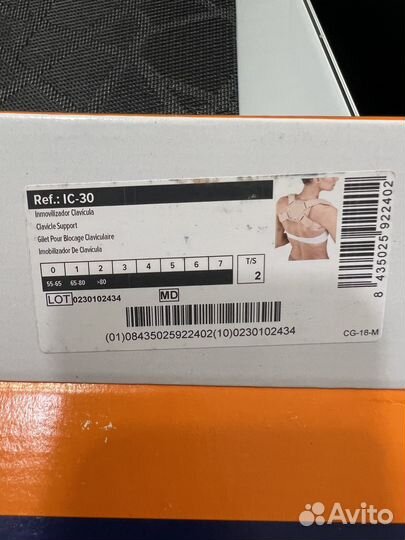 Ref.: IC-30
Inmovilizador Clavícula
Clavicle Support
Gilet Pour Blocage Claviculaire
Imobilizador De Clavícula
0 1 2 3 4 5 6 7
55-65 65-80 >80
T/S
2
LOT 0230102434 MD
(01)08435025922402(10)0230102434
CG-18-M
8 435025 922402
Avito